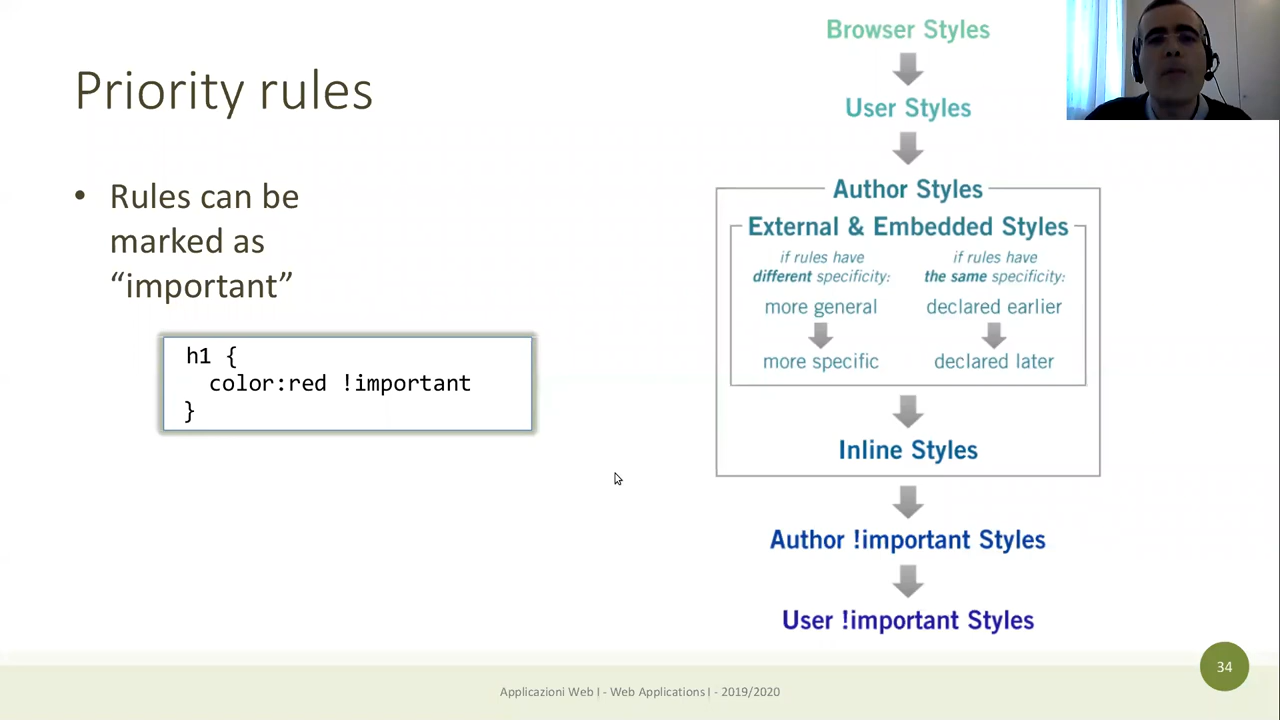 Priority rules
• Rules can be
marked as
“important”
h1 {
color:red !important
}
Browser Styles
User Styles
Author Styles
External & Embedded Styles
if rules have
different specificity:
more general
more specific
if rules have
the same specificity:
declared earlier
declared later
Inline Styles
Author !important Styles
User !important Styles
34
Applicazioni Web I - Web Applications I - 2019/2020